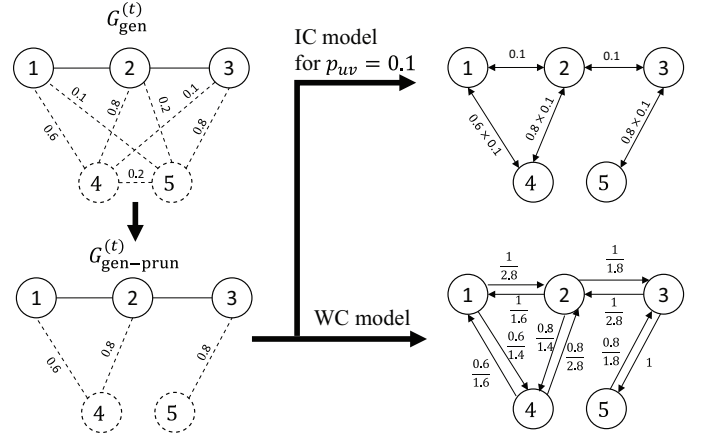 G_gen^(t)
1 2 3
0.6 0.1 0.8 0.2 0.1 0.8
4 0.2 5
G_gen−prun^(t)
1 2 3
0.6 0.8 0.8
4 5
IC model
for p_uv = 0.1
WC model
1 0.1 2 0.1 3
0.6 × 0.1 0.8 × 0.1 0.8 × 0.1
4 5
1/2.8 1/1.8
1 2 3
1/1.6 1/2.8
0.6/1.6 0.6/1.4 0.8/1.4 0.8/2.8 0.8/1.8 1
4 5